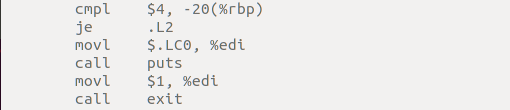 cmpl $4, -20(%rbp)
je .L2
movl $.LC0, %edi
call puts
movl $1, %edi
call exit